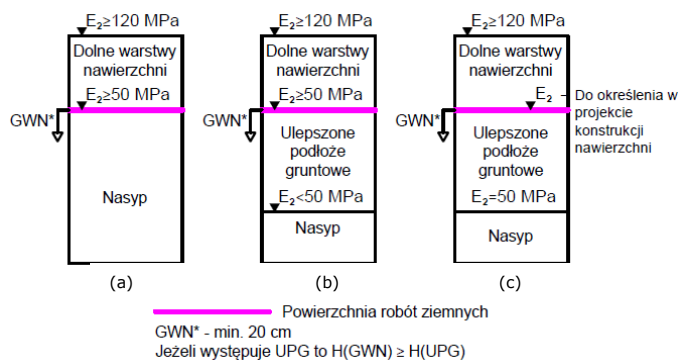 E₂≥120 MPa
Dolne warstwy
nawierzchni
E₂≥50 MPa
GWN*
Nasyp
(a)
E₂≥120 MPa
Dolne warstwy
nawierzchni
E₂≥50 MPa
GWN*
Ulepszone
podłoże
gruntowe
E₂<50 MPa
Nasyp
(b)
E₂≥120 MPa
Dolne warstwy
nawierzchni
E₂ – Do określenia w
projekcie
konstrukcji
nawierzchni
GWN*
Ulepszone
podłoże
gruntowe
E₂=50 MPa
Nasyp
(c)
Powierzchnia robót ziemnych
GWN* - min. 20 cm
Jeżeli występuje UPG to H(GWN) ≥ H(UPG)